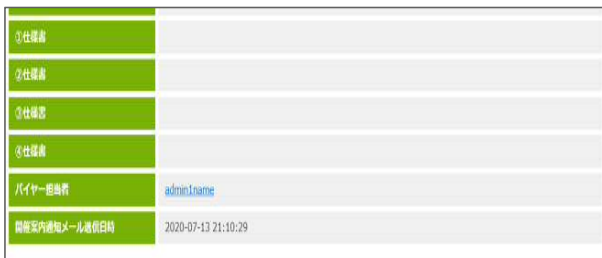 ①仕様書
②仕様書
③仕様書
④仕様書
バイヤー担当者 admin1name
開催案内通知メール送信日時 2020-07-13 21:10:29